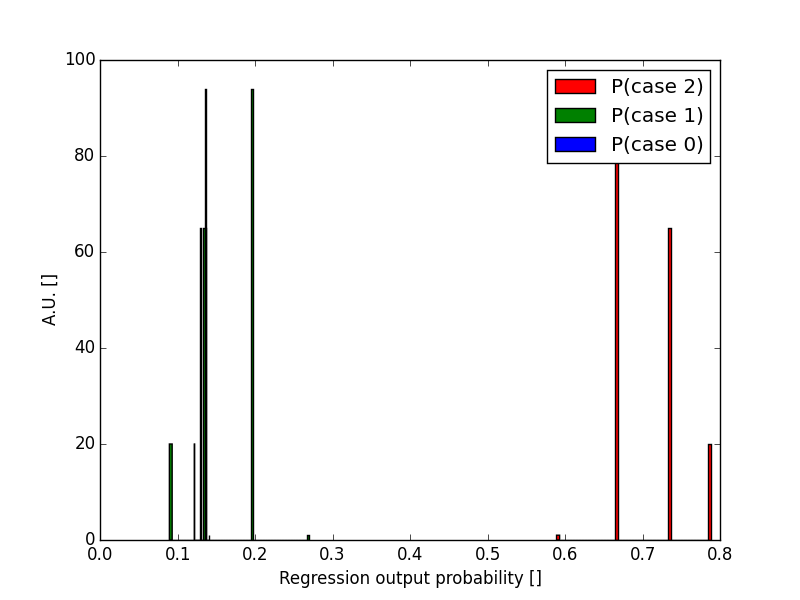 P(case 2)
P(case 1)
P(case 0)
100
80
60
40
20
0
A.U. []
0.0 0.1 0.2 0.3 0.4 0.5 0.6 0.7 0.8
Regression output probability []